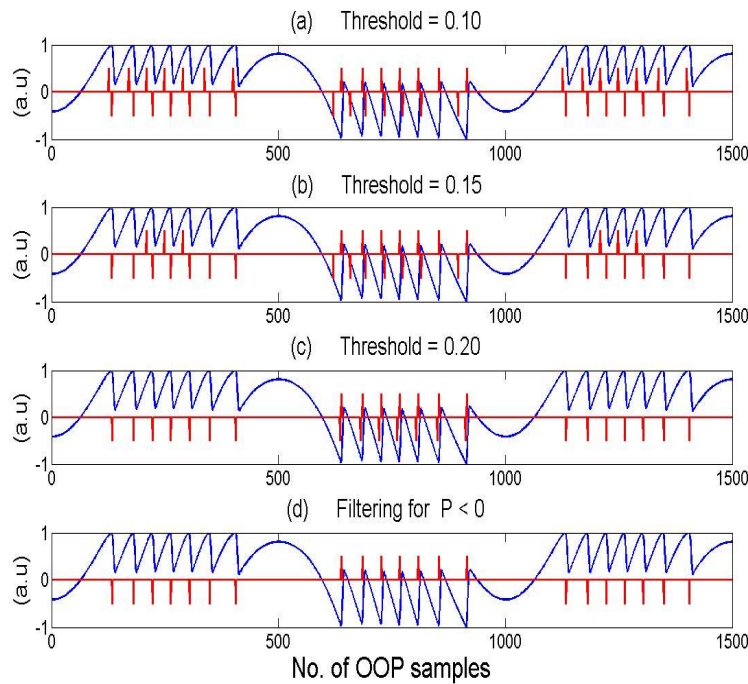 (a) Threshold = 0.10
1
0
-1
(a.u)
0 500 1000 1500
(b) Threshold = 0.15
1
0
-1
(a.u)
0 500 1000 1500
(c) Threshold = 0.20
1
0
-1
(a.u)
0 500 1000 1500
(d) Filtering for P < 0
1
0
-1
(a.u)
0 500 1000 1500
No. of OOP samples